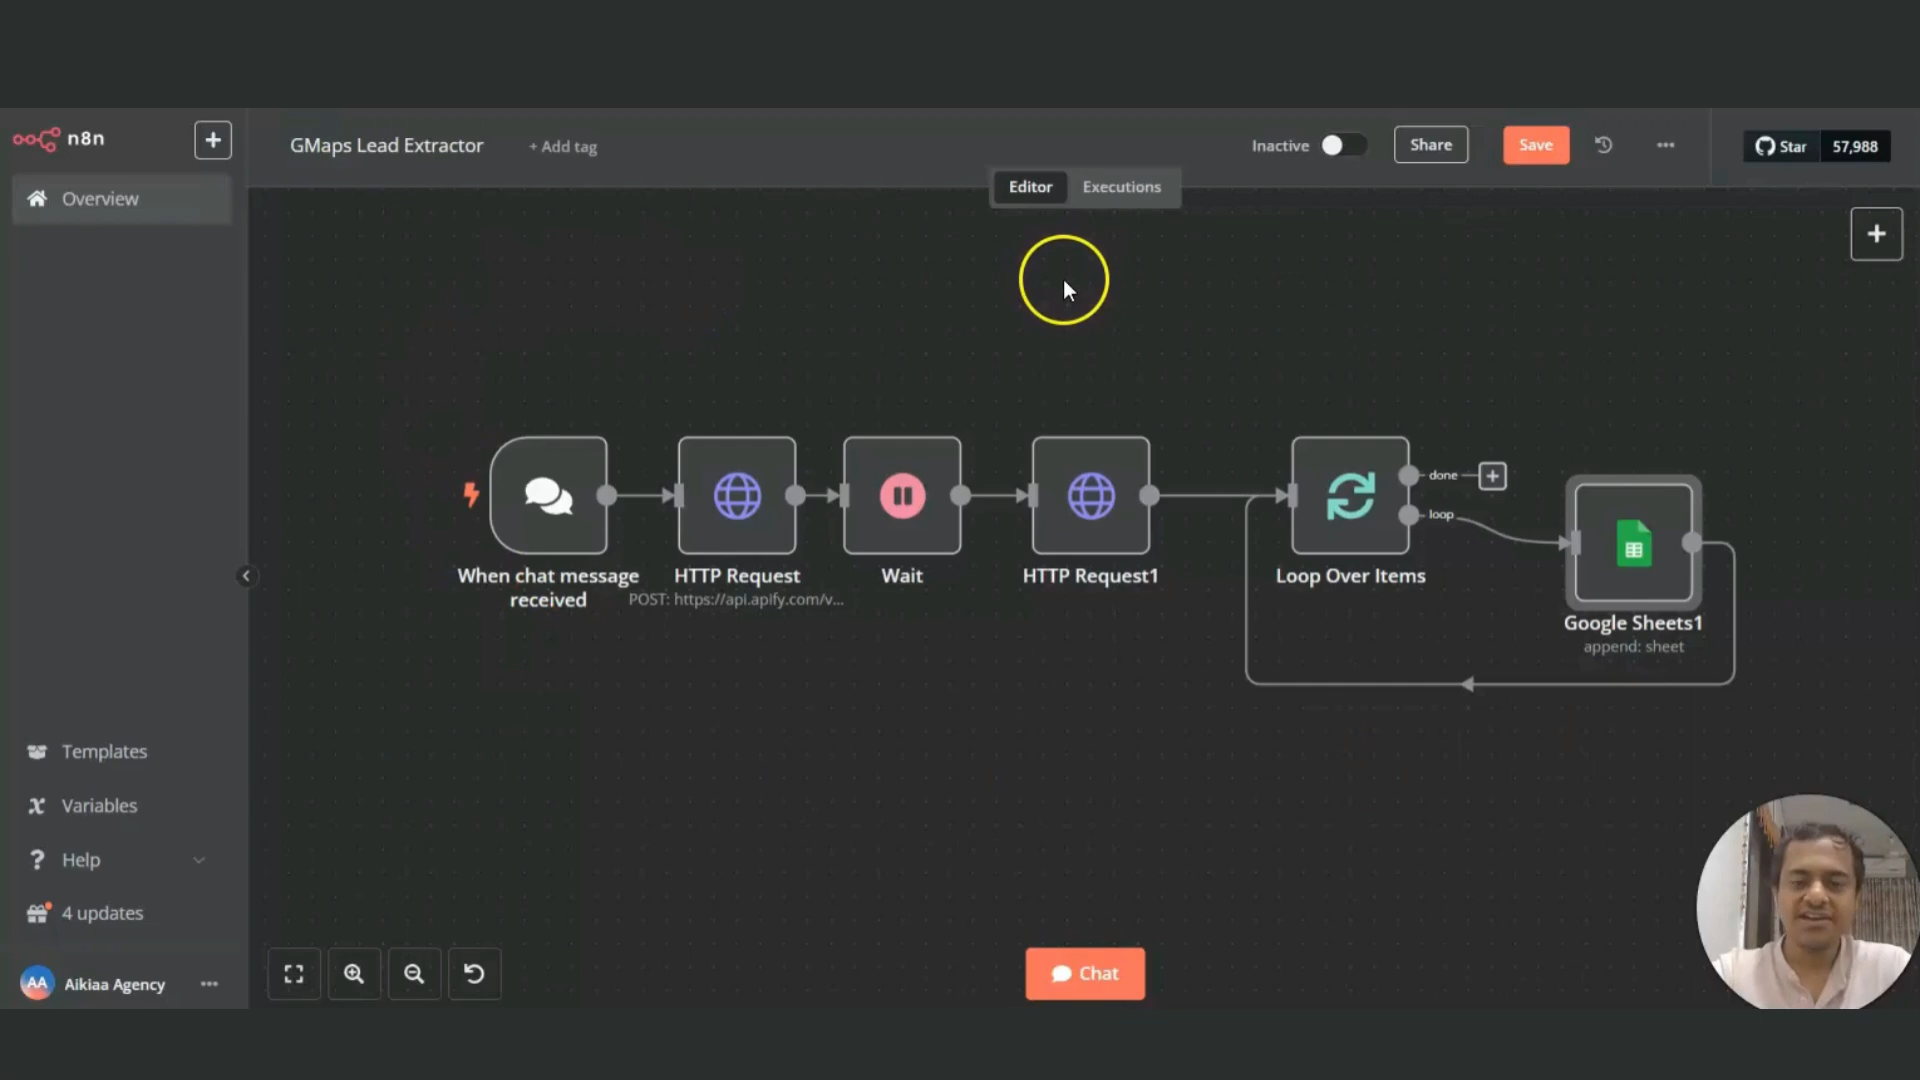 n8n
GMaps Lead Extractor
+ Add tag
Inactive
Share
Save
Star
57,988
Editor
Executions
Overview
done
loop
When chat message
received
HTTP Request
POST: https://api.apify.com/v...
Wait
HTTP Request1
Loop Over Items
Google Sheets1
append: sheet
Templates
Variables
Help
4 updates
AA
Aikiaa Agency
Chat